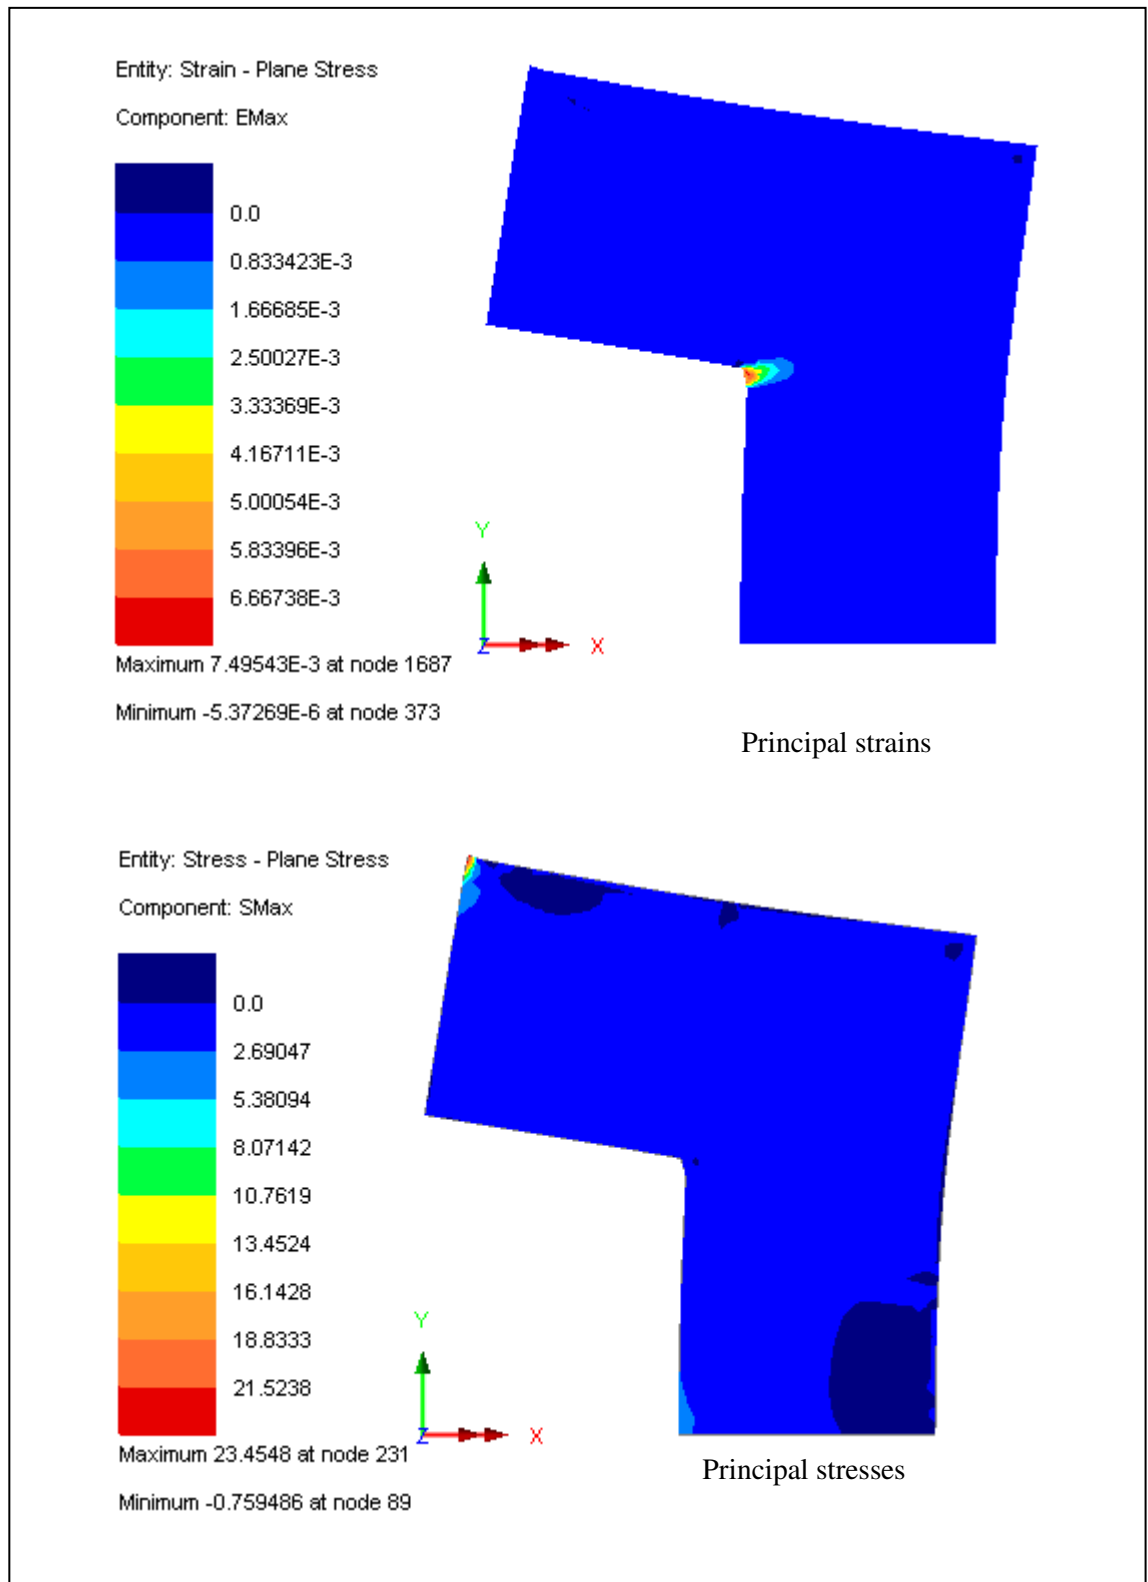 Entity: Strain - Plane Stress
Component: EMax
0.0
0.833423E-3
1.66685E-3
2.50027E-3
3.33369E-3
4.16711E-3
5.00054E-3
5.83396E-3
6.66738E-3
Y
Z
X
Maximum 7.49543E-3 at node 1687
Minimum -5.37269E-6 at node 373
Principal strains
Entity: Stress - Plane Stress
Component: SMax
0.0
2.69047
5.38094
8.07142
10.7619
13.4524
16.1428
18.8333
21.5238
Y
Z
X
Maximum 23.4548 at node 231
Minimum -0.759486 at node 89
Principal stresses